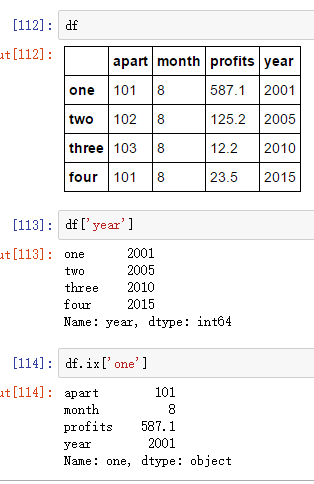 [112]: df
ut[112]:
apart month profits year
one 101 8 587.1 2001
two 102 8 125.2 2005
three 103 8 12.2 2010
four 101 8 23.5 2015
[113]: df['year']
ut[113]: one 2001
two 2005
three 2010
four 2015
Name: year, dtype: int64
[114]: df.ix['one']
ut[114]: apart 101
month 8
profits 587.1
year 2001
Name: one, dtype: object